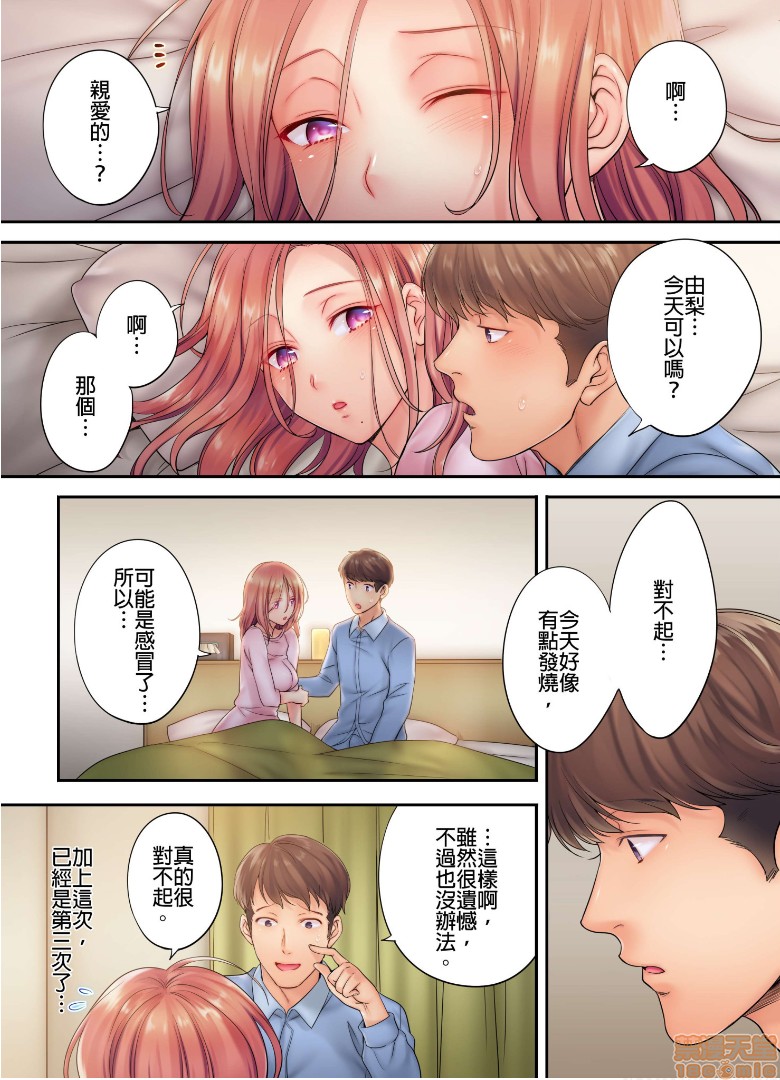 啊…
親愛的…？
由梨…
今天可以嗎？
啊…
那個…
對不起…
今天好像
有點發燒，
可能是感冒了…
所以…
…這樣啊，
雖然很遺憾
不過也沒辦法。
真的很
對不起。
加上這次，
已經是第三次了…